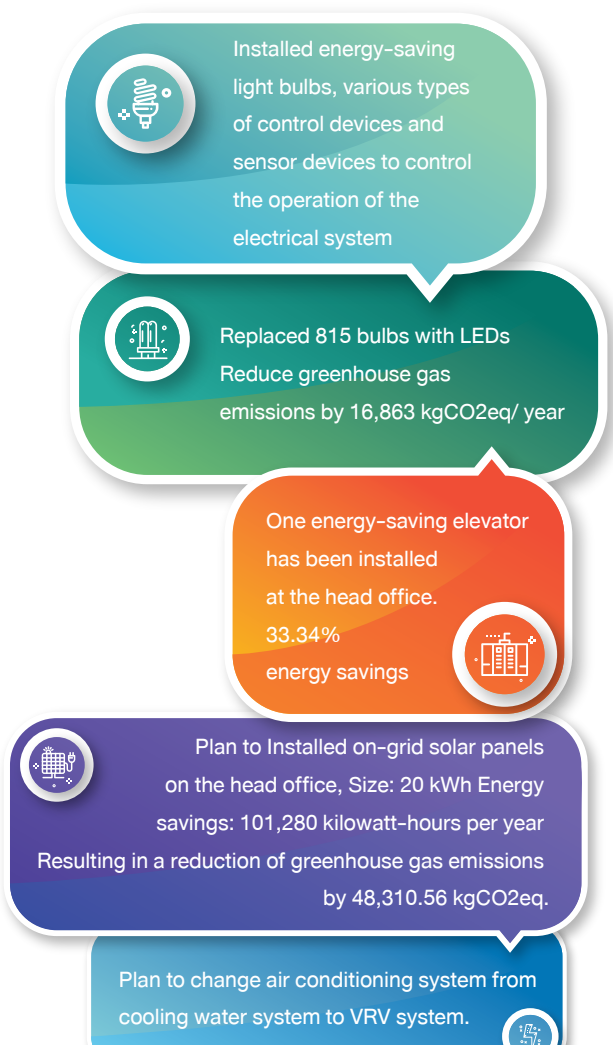 Installed energy-saving
light bulbs, various types
of control devices and
sensor devices to control
the operation of the
electrical system
Replaced 815 bulbs with LEDs
Reduce greenhouse gas
emissions by 16,863 kgCO2eq/ year
One energy-saving elevator
has been installed
at the head office.
33.34%
energy savings
Plan to Installed on-grid solar panels
on the head office, Size: 20 kWh Energy
savings: 101,280 kilowatt-hours per year
Resulting in a reduction of greenhouse gas emissions
by 48,310.56 kgCO2eq.
Plan to change air conditioning system from
cooling water system to VRV system.